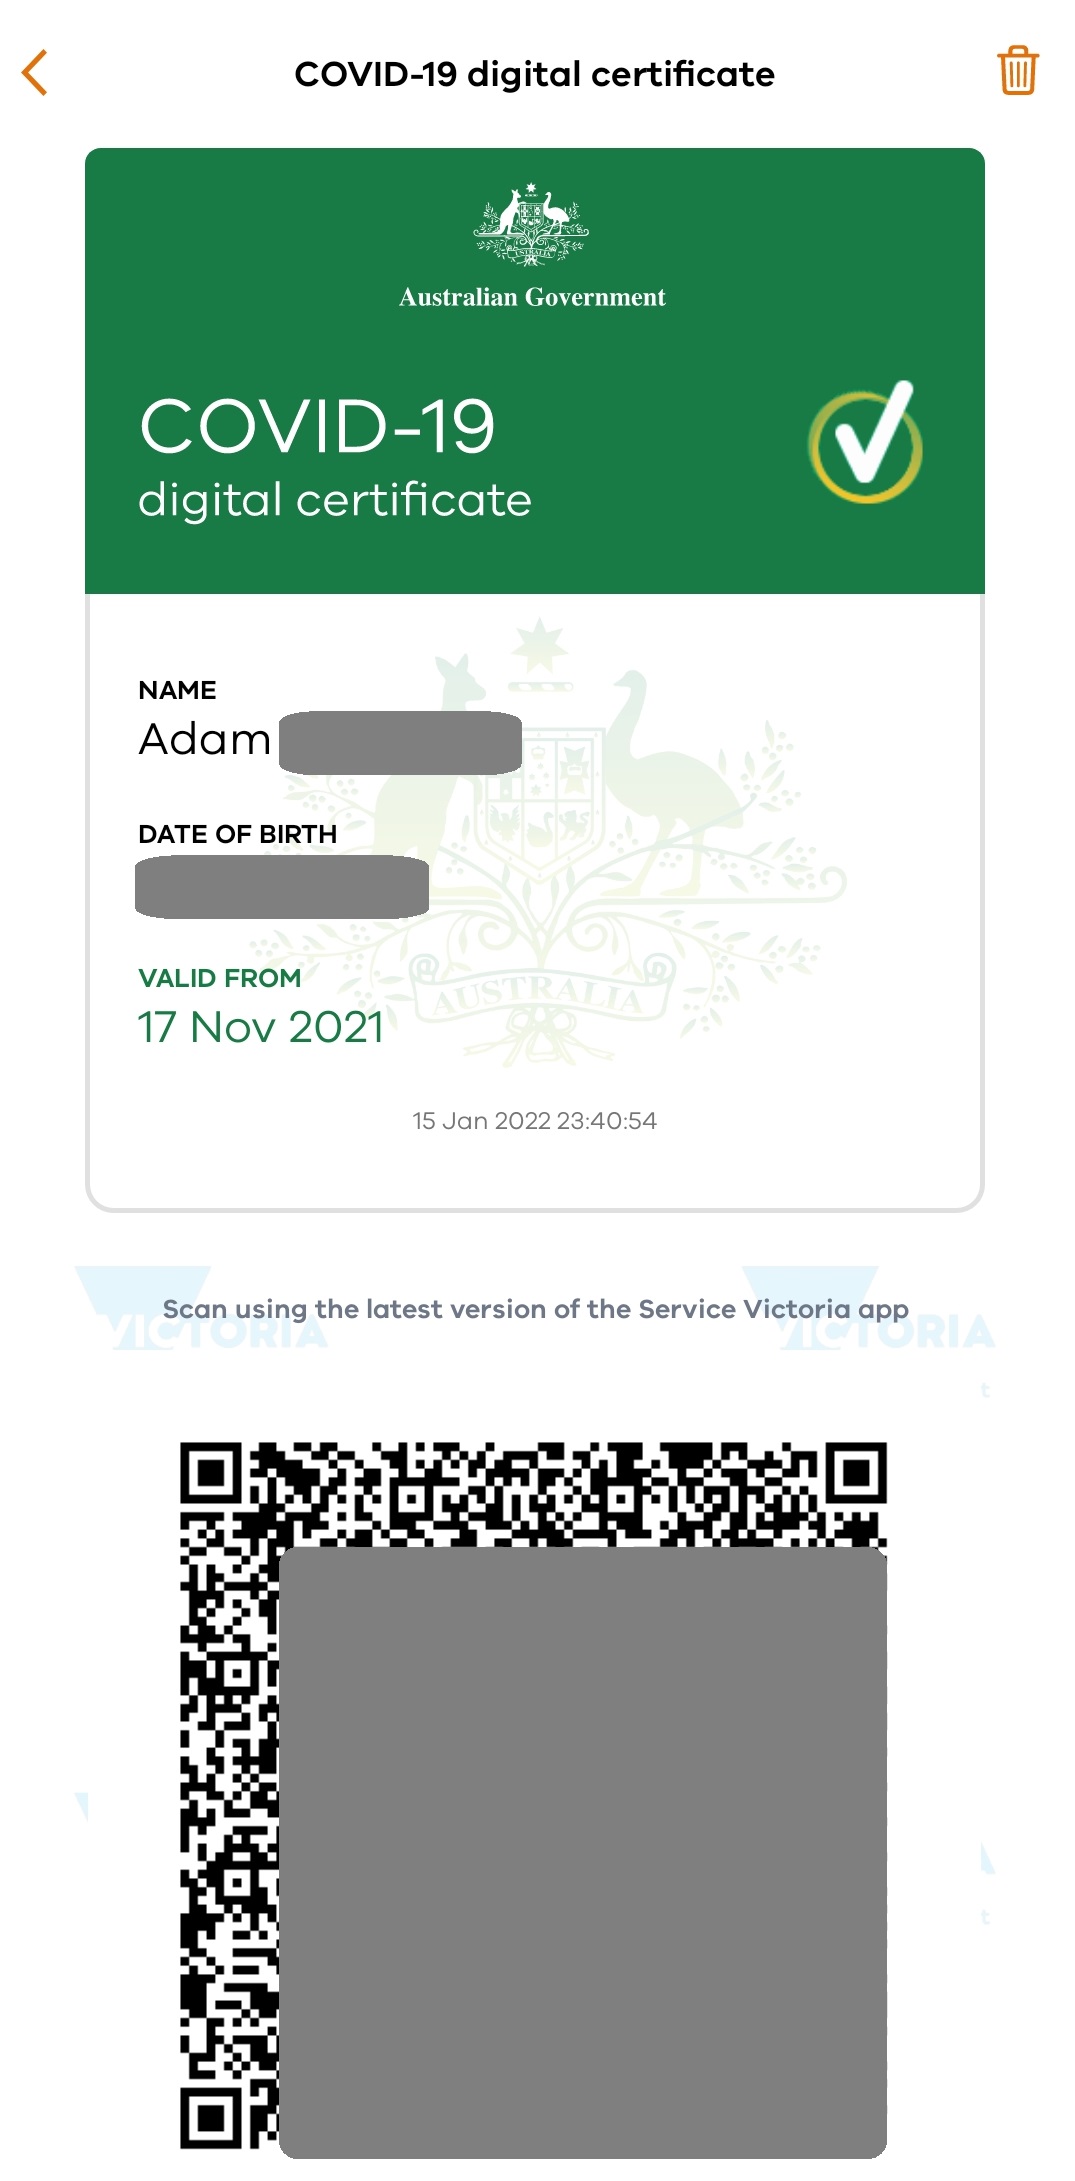 COVID-19 digital certificate
AUSTRALIA
Australian Government
COVID-19
digital certificate
NAME
Adam
DATE OF BIRTH
VALID FROM
17 Nov 2021
AUSTRALIA
15 Jan 2022 23:40:54
Scan using the latest version of the Service Victoria app
VICTORIA
VICTORIA
t
t